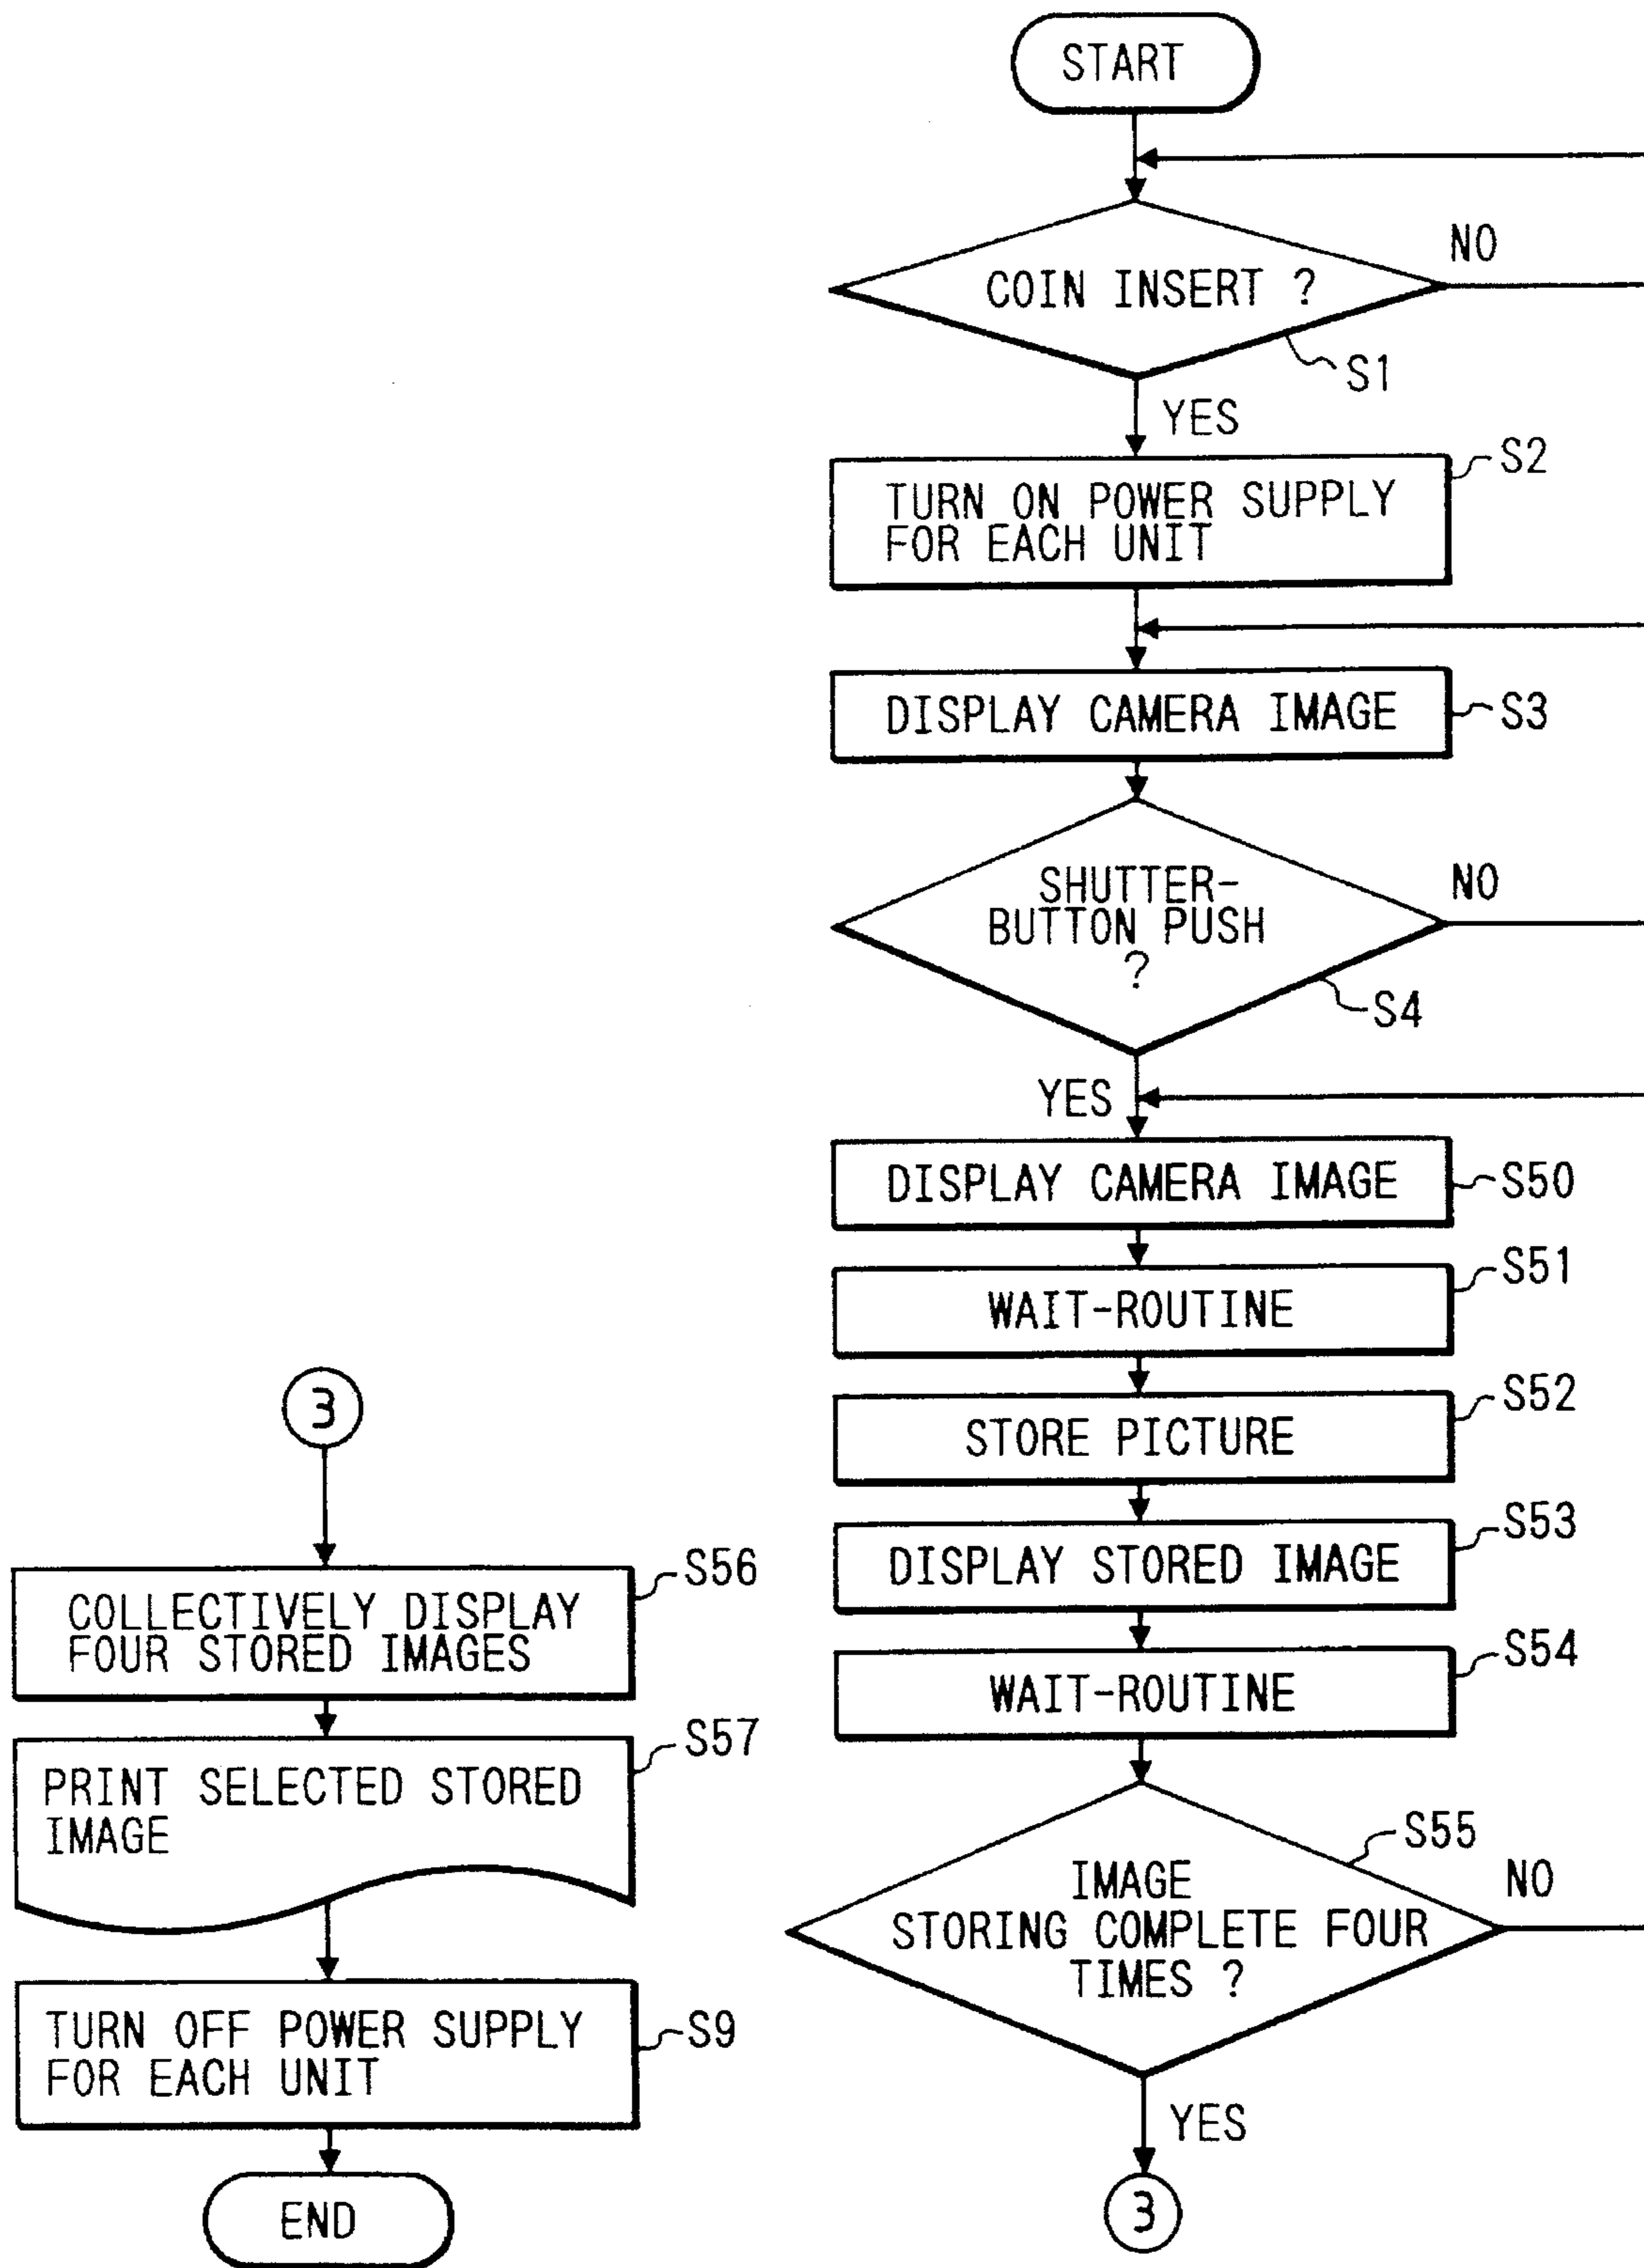 START
COIN INSERT ?
NO
S1
YES
S2
TURN ON POWER SUPPLY
FOR EACH UNIT
DISPLAY CAMERA IMAGE
S3
SHUTTER-
BUTTON PUSH
?
NO
S4
YES
DISPLAY CAMERA IMAGE
S50
S51
WAIT-ROUTINE
S52
STORE PICTURE
S53
DISPLAY STORED IMAGE
S54
WAIT-ROUTINE
S55
IMAGE
STORING COMPLETE FOUR
TIMES ?
NO
YES
3
3
S56
COLLECTIVELY DISPLAY
FOUR STORED IMAGES
S57
PRINT SELECTED STORED
IMAGE
TURN OFF POWER SUPPLY
FOR EACH UNIT
S9
END